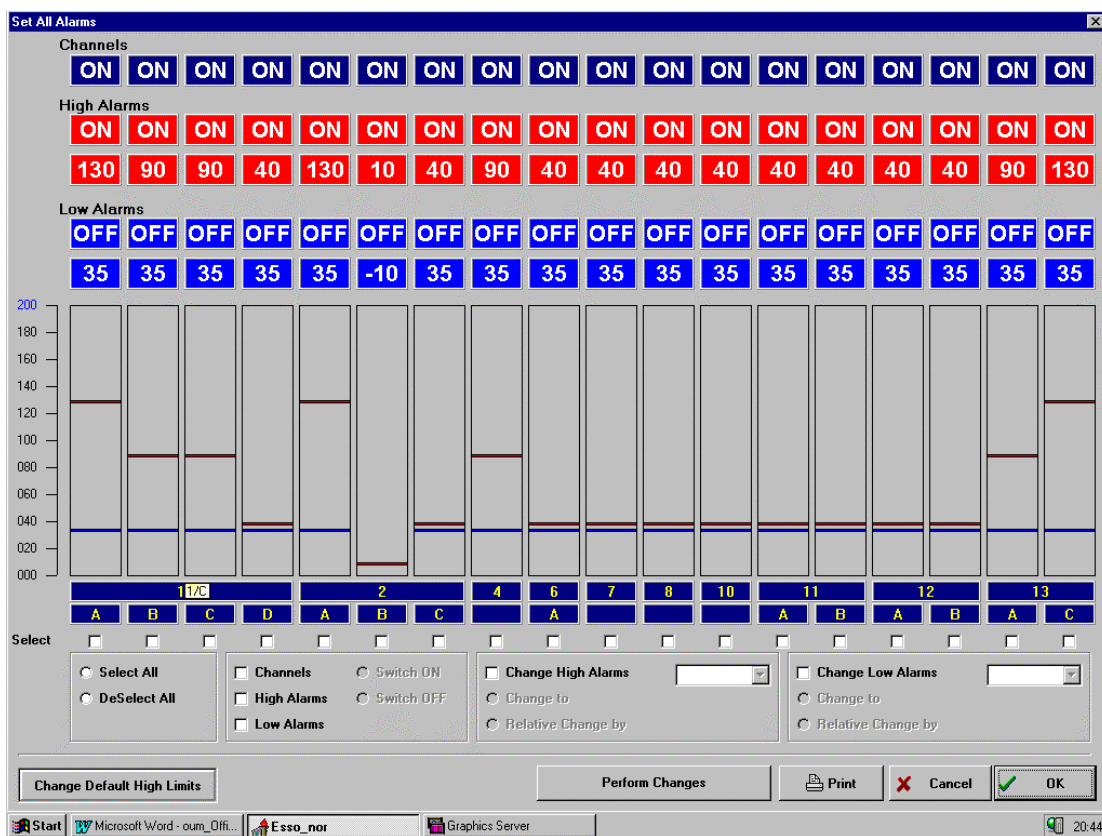 Set All Alarms
Channels
ON ON ON ON ON ON ON ON ON ON ON ON ON ON ON ON ON ON
High Alarms
ON ON ON ON ON ON ON ON ON ON ON ON ON ON ON ON ON ON
130 90 90 40 130 10 40 90 40 40 40 40 40 40 40 40 90 130
Low Alarms
OFF OFF OFF OFF OFF OFF OFF OFF OFF OFF OFF OFF OFF OFF OFF OFF OFF OFF
35 35 35 35 35 -10 35 35 35 35 35 35 35 35 35 35 35 35
200
180
160
140
120
100
080
060
040
020
000
1 1/C 2 4 6 7 8 10 11 12 13
A B C D A B C A A B A B A C
Select
Select All
DeSelect All
Channels Switch ON
High Alarms Switch OFF
Low Alarms
Change High Alarms
Change to
Relative Change by
Change Low Alarms
Change to
Relative Change by
Change Default High Limits Perform Changes Print Cancel OK
Start Microsoft Word - oum_Offi... Esso_nor Graphics Server 20:44